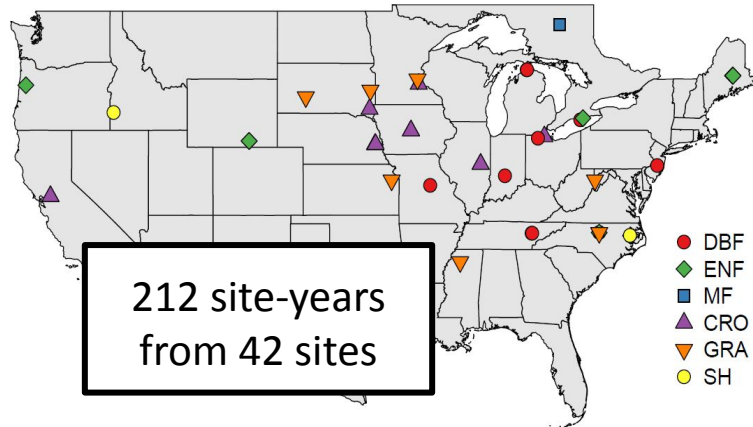 212 site-years
from 42 sites
DBF
ENF
MF
CRO
GRA
SH